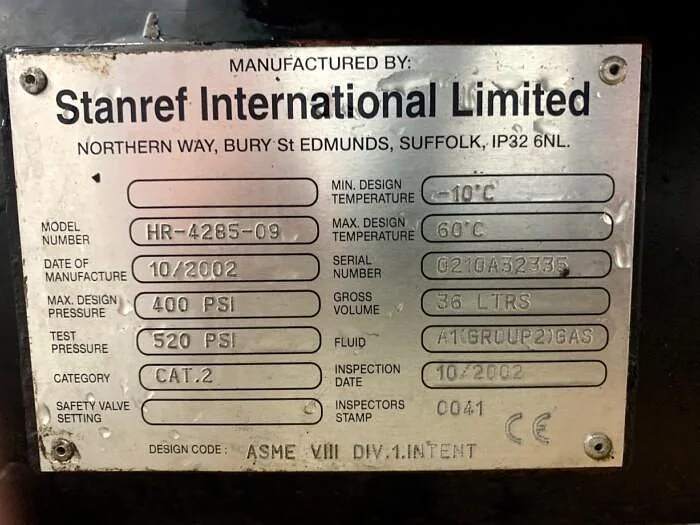 MANUFACTURED BY:
Stanref International Limited
NORTHERN WAY, BURY St EDMUNDS, SUFFOLK, IP32 6NL.
MIN. DESIGN TEMPERATURE -10°C
MODEL NUMBER HR-4285-09
MAX. DESIGN TEMPERATURE 60°C
DATE OF MANUFACTURE 10/2002
SERIAL NUMBER 0210A32335
MAX. DESIGN PRESSURE 400 PSI
GROSS VOLUME 36 LTRS
TEST PRESSURE 520 PSI
FLUID A1(GROUP2)GAS
CATEGORY CAT.2
INSPECTION DATE 10/2002
SAFETY VALVE SETTING
INSPECTORS STAMP 0041
CE
DESIGN CODE: ASME VIII DIV.1.INTENT